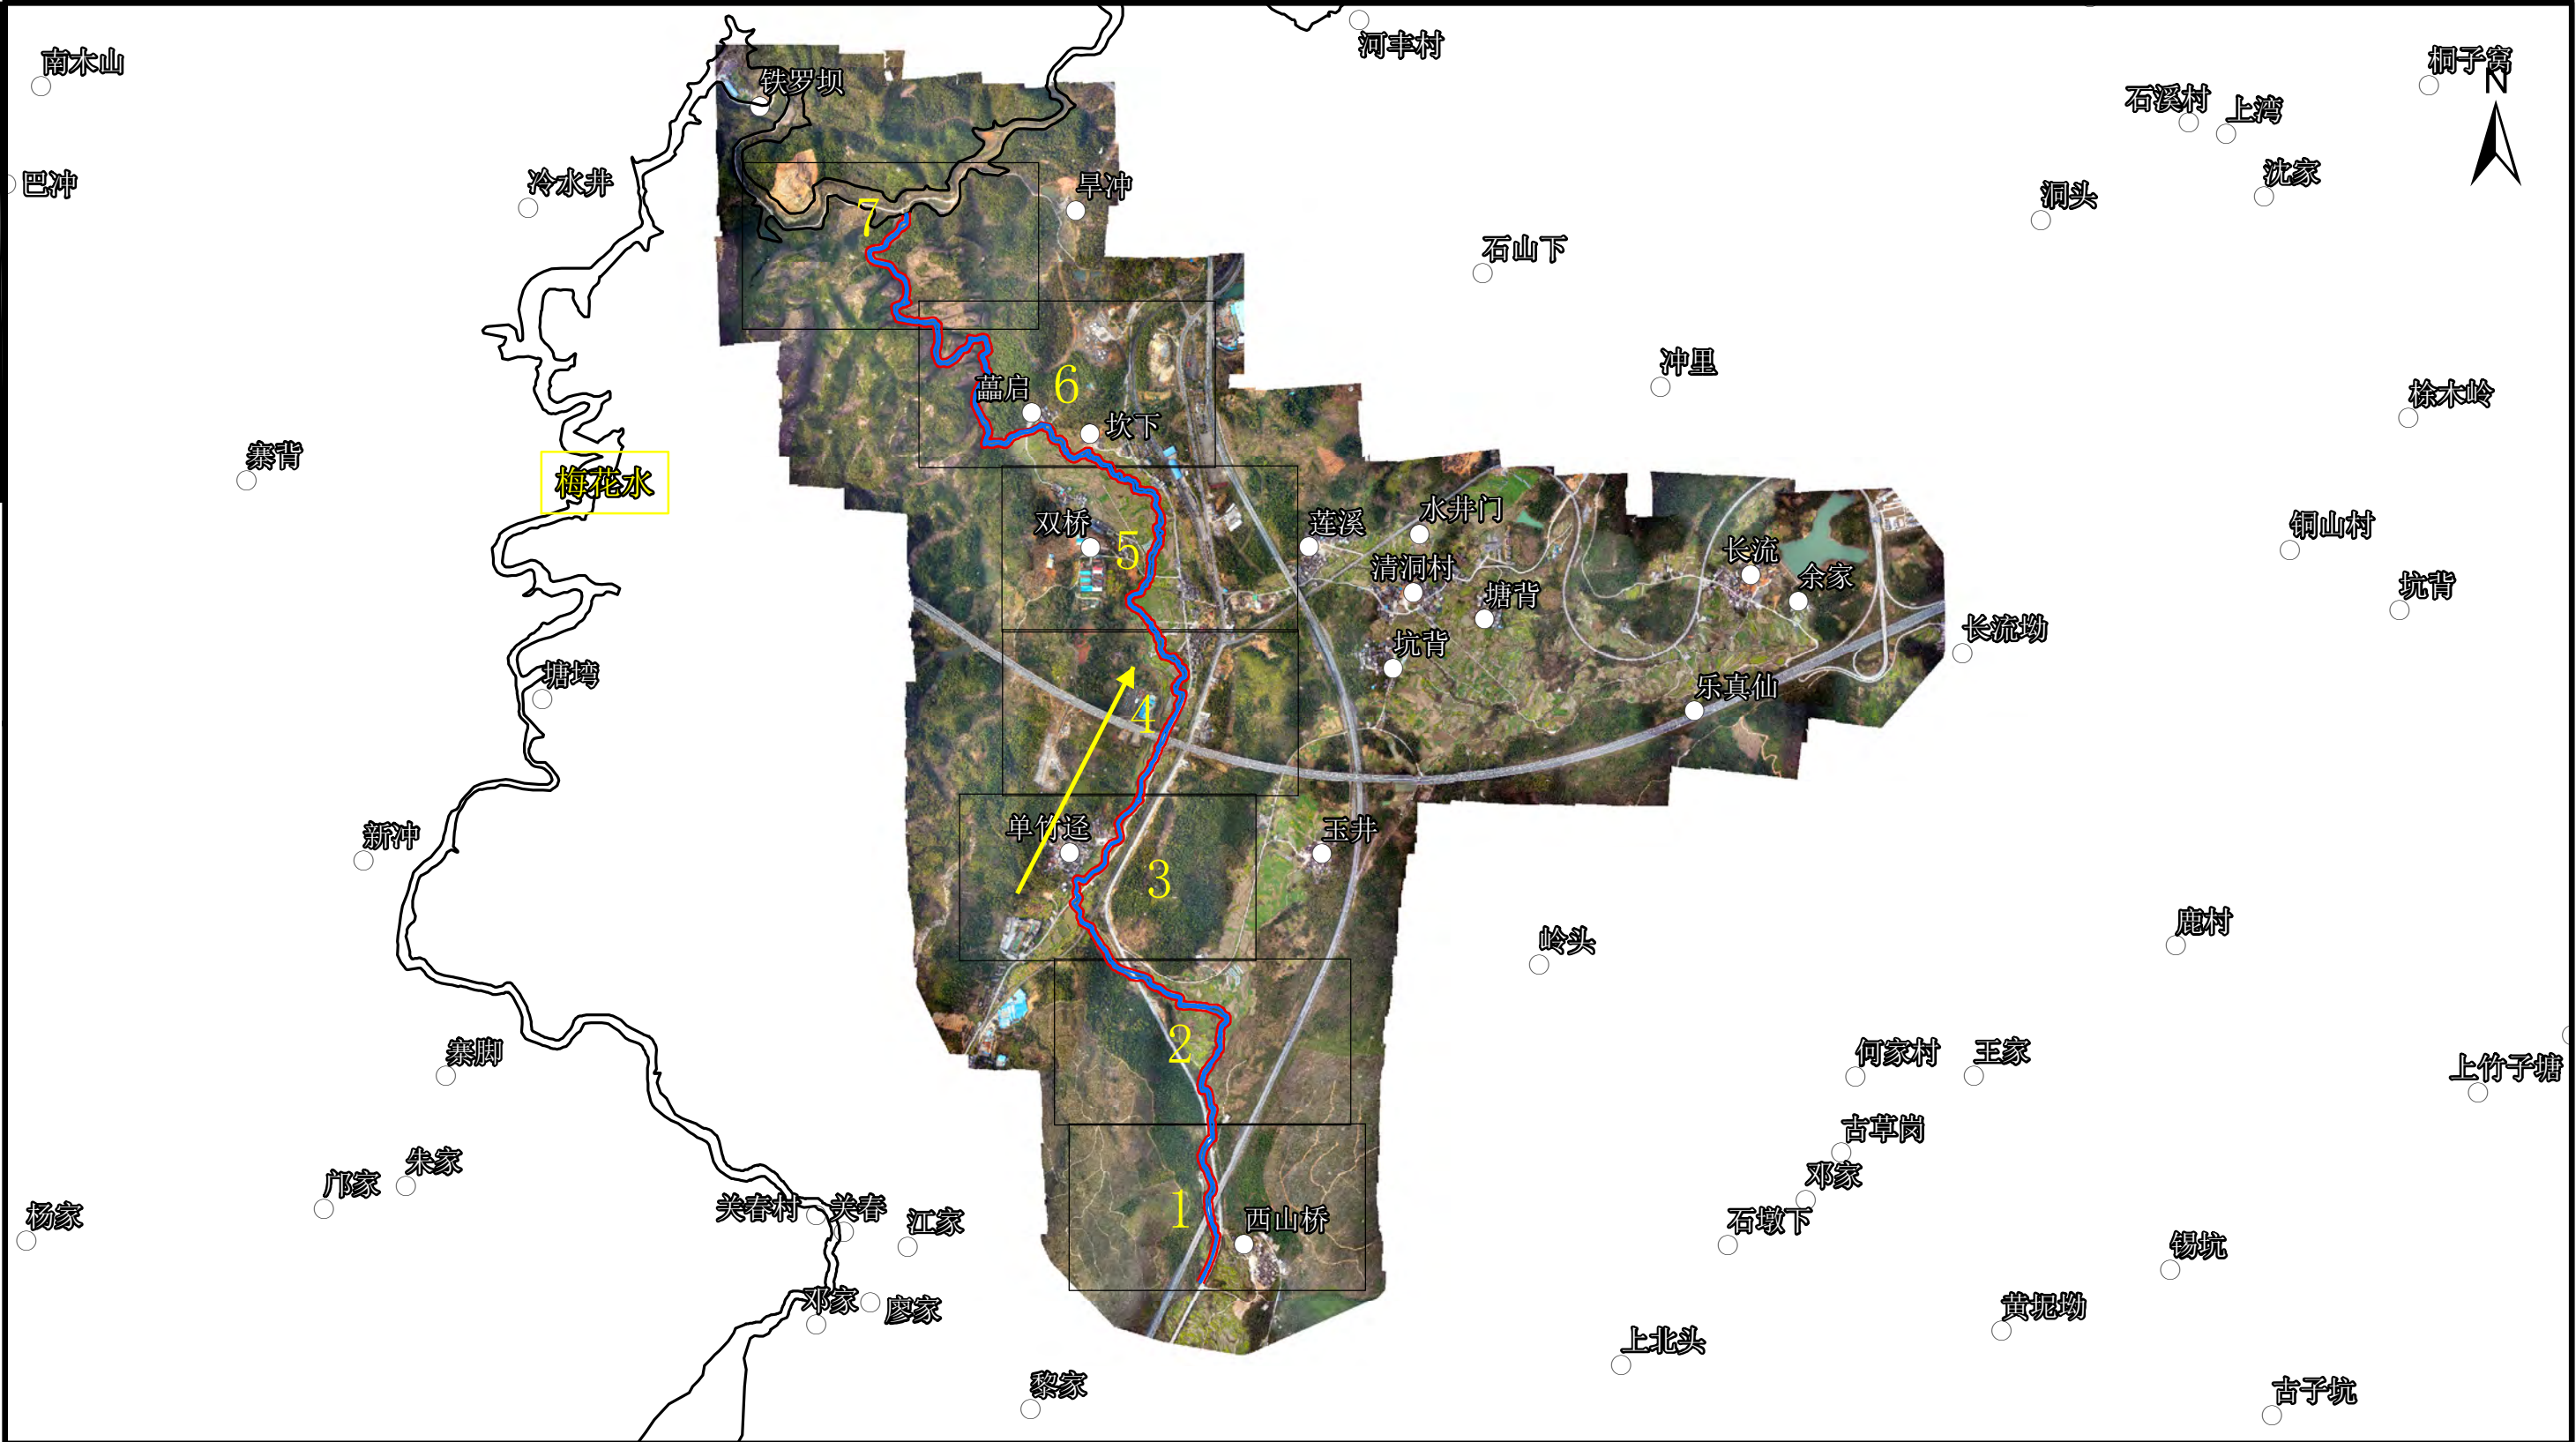 南木山
河丰村
桐子窝
N
铁罗坝
石溪村
上湾
巴冲
冷水井
旱冲
洞头
沈家
7
石山下
冲里
藠启
6
坎下
栋木岭
寨背
梅花水
双桥
5
莲溪
水井门
清洞村
塘背
长流
余家
铜山村
坑背
长流坳
坑背
塘塆
4
乐真仙
新冲
单竹迳
3
玉井
岭头
鹿村
2
寨脚
何家村
王家
上竹子塘
古草岗
邓家
朱家
邝家
杨家
关春村
关春
江家
1
西山桥
石墩下
锡坑
邓家
廖家
黄坭坳
上北头
黎家
古子坑